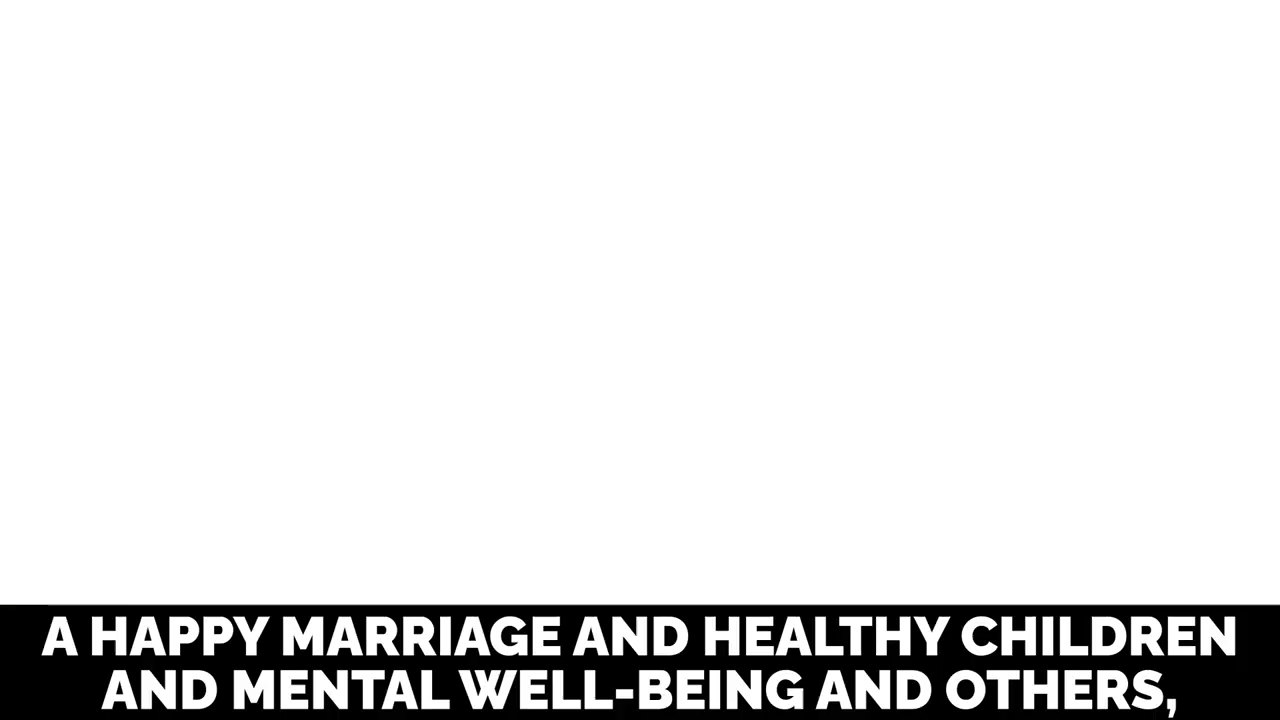 A HAPPY MARRIAGE AND HEALTHY CHILDREN
AND MENTAL WELL-BEING AND OTHERS,